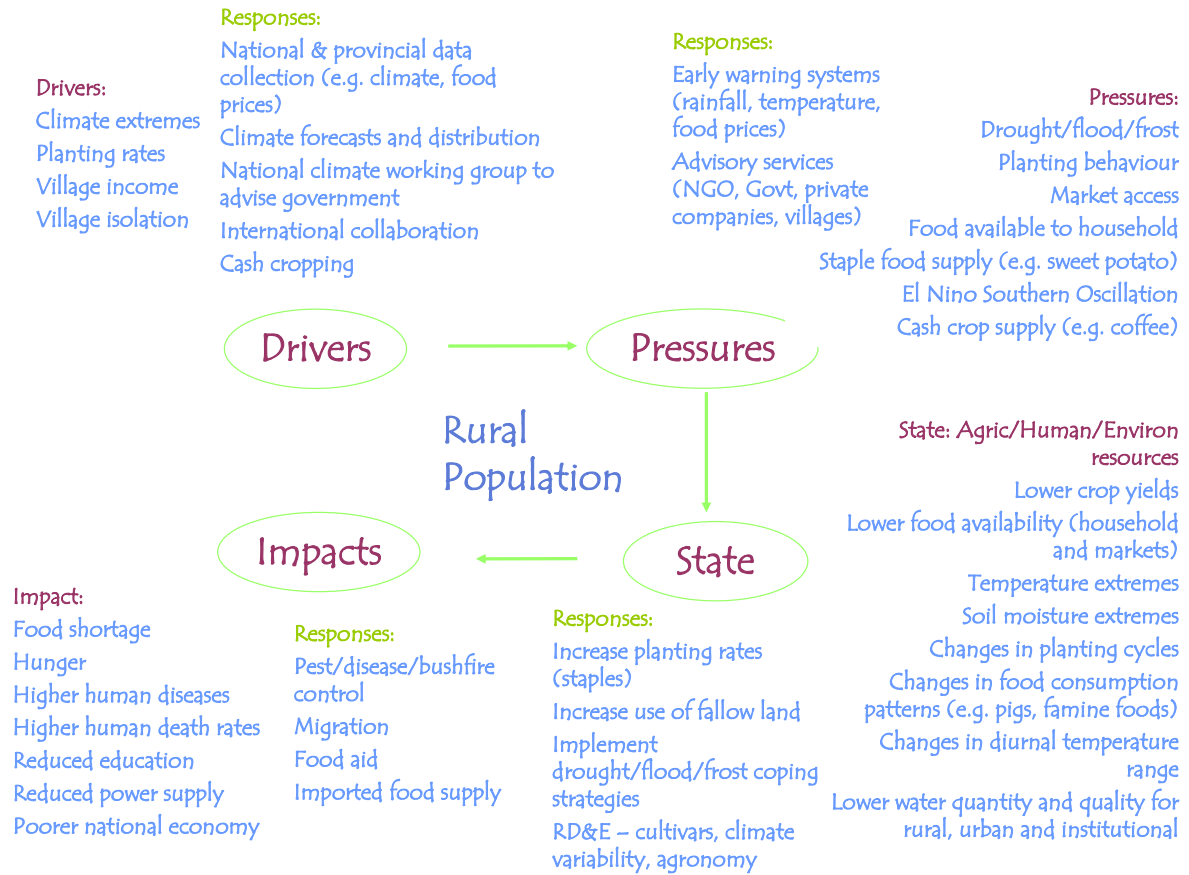 Drivers:
Climate extremes
Planting rates
Village income
Village isolation
Responses:
National & provincial data
collection (e.g. climate, food
prices)
Climate forecasts and distribution
National climate working group to
advise government
International collaboration
Cash cropping
Responses:
Early warning systems
(rainfall, temperature,
food prices)
Advisory services
(NGO, Govt, private
companies, villages)
Pressures:
Drought/flood/frost
Planting behaviour
Market access
Food available to household
Staple food supply (e.g. sweet potato)
El Nino Southern Oscillation
Cash crop supply (e.g. coffee)
Drivers
Pressures
Rural
Population
Impacts
State
State: Agric/Human/Environ
resources
Lower crop yields
Lower food availability (household
and markets)
Temperature extremes
Soil moisture extremes
Changes in planting cycles
Changes in food consumption
patterns (e.g. pigs, famine foods)
Changes in diurnal temperature
range
Lower water quantity and quality for
rural, urban and institutional
Impact:
Food shortage
Hunger
Higher human diseases
Higher human death rates
Reduced education
Reduced power supply
Poorer national economy
Responses:
Pest/disease/bushfire
control
Migration
Food aid
Imported food supply
Responses:
Increase planting rates
(staples)
Increase use of fallow land
Implement
drought/flood/frost coping
strategies
RD&E – cultivars, climate
variability, agronomy